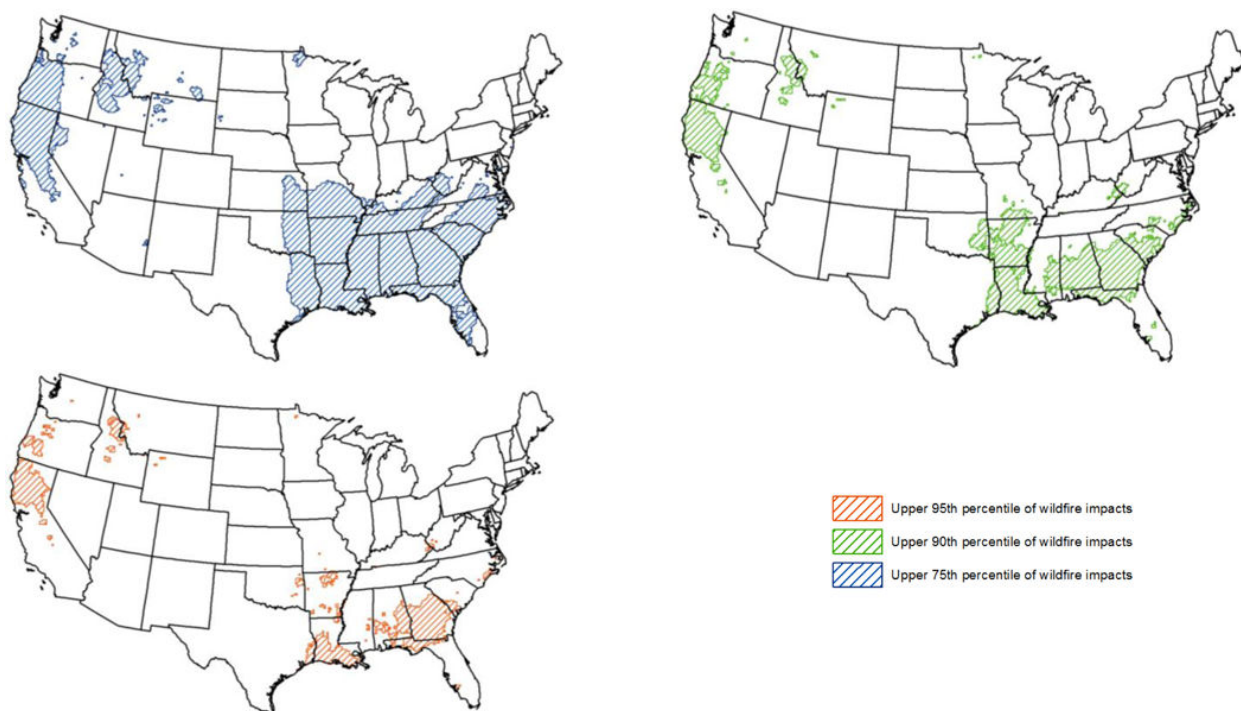 Upper 95th percentile of wildfire impacts
Upper 90th percentile of wildfire impacts
Upper 75th percentile of wildfire impacts